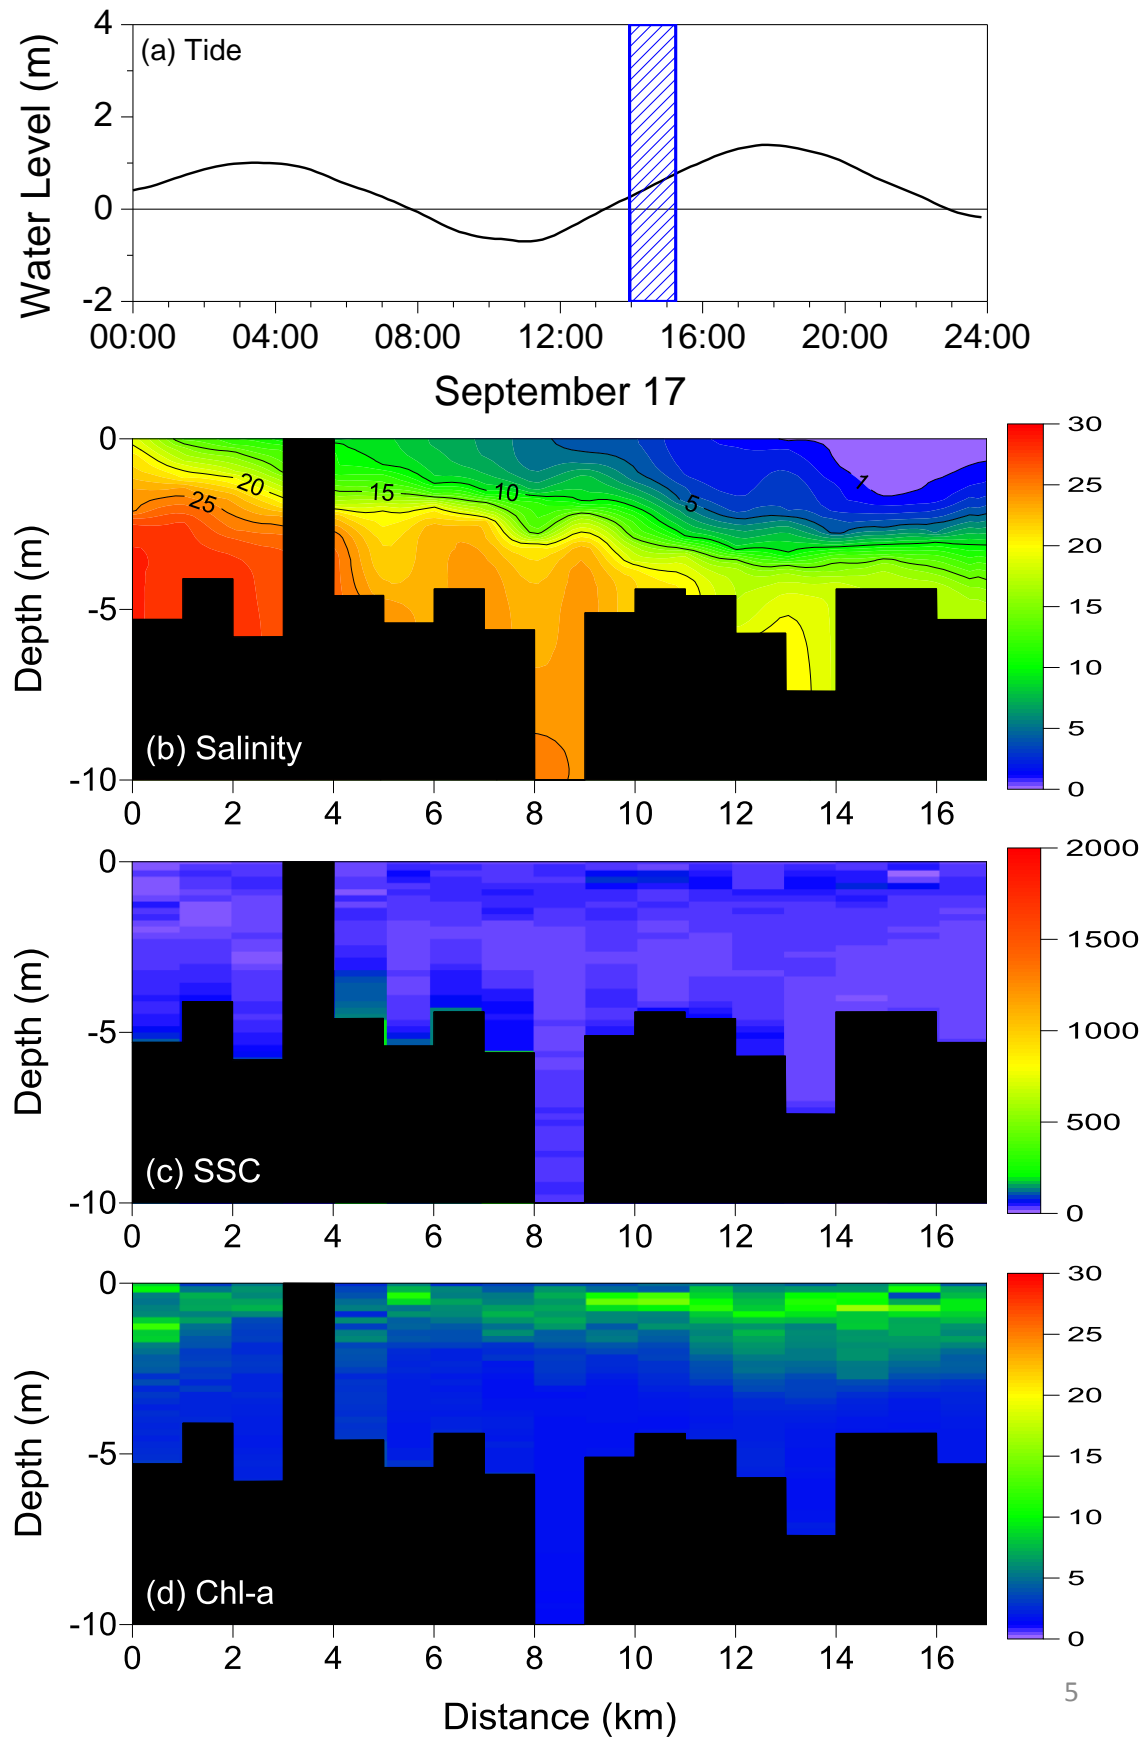 4
(a) Tide
2
0
-2
Water Level (m)
00:00 04:00 08:00 12:00 16:00 20:00 24:00
September 17
0
-5
-10
Depth (m)
20
25
15
10
5
1
(b) Salinity
0 2 4 6 8 10 12 14 16
30
25
20
15
10
5
0
0
-5
-10
Depth (m)
(c) SSC
0 2 4 6 8 10 12 14 16
2000
1500
1000
500
0
0
-5
-10
Depth (m)
(d) Chl-a
0 2 4 6 8 10 12 14 16
30
25
20
15
10
5
0
Distance (km)
5